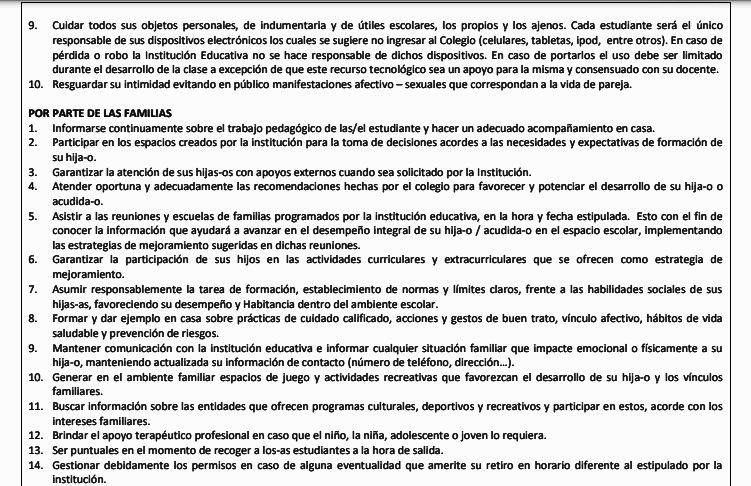 9. Cuidar todos sus objetos personales, de indumentaria y de útiles escolares, los propios y los ajenos. Cada estudiante será el único
responsable de sus dispositivos electrónicos los cuales se sugiere no ingresar al Colegio (celulares, tabletas, ipod, entre otros). En caso de
pérdida o robo la Institución Educativa no se hace responsable de dichos dispositivos. En caso de portarlos el uso debe ser limitado
durante el desarrollo de la clase a excepción de que este recurso tecnológico sea un apoyo para la misma y consensuado con su docente.
10. Resguardar su intimidad evitando en público manifestaciones afectivo – sexuales que correspondan a la vida de pareja.
POR PARTE DE LAS FAMILIAS
1. Informarse continuamente sobre el trabajo pedagógico de las/el estudiante y hacer un adecuado acompañamiento en casa.
2. Participar en los espacios creados por la institución para la toma de decisiones acordes a las necesidades y expectativas de formación de
su hija-o.
3. Garantizar la atención de sus hijas-os con apoyos externos cuando sea solicitado por la Institución.
4. Atender oportuna y adecuadamente las recomendaciones hechas por el colegio para favorecer y potenciar el desarrollo de su hija-o o
acudida-o.
5. Asistir a las reuniones y escuelas de familias programados por la institución educativa, en la hora y fecha estipulada. Esto con el fin de
conocer la información que ayudará a avanzar en el desempeño integral de su hija-o / acudida-o en el espacio escolar, implementando
las estrategias de mejoramiento sugeridas en dichas reuniones.
6. Garantizar la participación de sus hijos en las actividades curriculares y extracurriculares que se ofrecen como estrategia de
mejoramiento.
7. Asumir responsablemente la tarea de formación, establecimiento de normas y límites claros, frente a las habilidades sociales de sus
hijas-as, favoreciendo su desempeño y Habitancia dentro del ambiente escolar.
8. Formar y dar ejemplo en casa sobre prácticas de cuidado calificado, acciones y gestos de buen trato, vínculo afectivo, hábitos de vida
saludable y prevención de riesgos.
9. Mantener comunicación con la institución educativa e informar cualquier situación familiar que impacte emocional o físicamente a su
hija-o, manteniendo actualizada su información de contacto (número de teléfono, dirección...).
10. Generar en el ambiente familiar espacios de juego y actividades recreativas que favorezcan el desarrollo de su hija-o y los vínculos
familiares.
11. Buscar información sobre las entidades que ofrecen programas culturales, deportivos y recreativos y participar en estos, acorde con los
intereses familiares.
12. Brindar el apoyo terapéutico profesional en caso que el niño, la niña, adolescente o joven lo requiera.
13. Ser puntuales en el momento de recoger a los-as estudiantes a la hora de salida.
14. Gestionar debidamente los permisos en caso de alguna eventualidad que amerite su retiro en horario diferente al estipulado por la
institución.